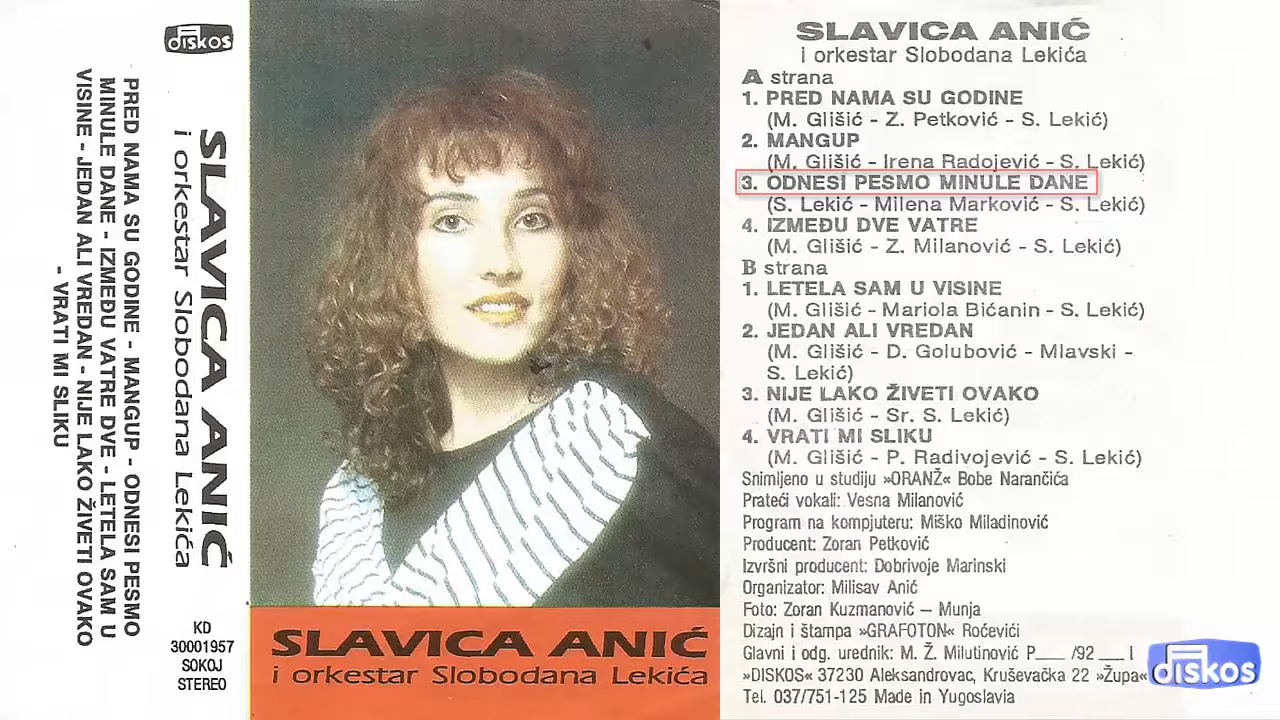 diskos
SLAVICA ANIĆ
i orkestar Slobodana Lekića
PRED NAMA SU GODINE - MANGUP - ODNESI PESMO
MINULE DANE - IZMEĐU VATRE DVE - LETELA SAM U
VISINE - JEDAN ALI VREDAN - NIJE LAKO ŽIVETI OVAKO
- VRATI MI SLIKU
KD
30001957
SOKOJ
STEREO
SLAVICA ANIĆ
i orkestar Slobodana Lekića
SLAVICA ANIĆ
i orkestar Slobodana Lekića
A strana
1. PRED NAMA SU GODINE
(M. Glišić - Z. Petković - S. Lekić)
2. MANGUP
(M. Glišić - Irena Radojević - S. Lekić)
3. ODNESI PESMO MINULE DANE
(S. Lekić - Milena Marković - S. Lekić)
4. IZMEĐU DVE VATRE
(M. Glišić - Z. Milanović - S. Lekić)
B strana
1. LETELA SAM U VISINE
(M. Glišić - Mariola Bićanin - S. Lekić)
2. JEDAN ALI VREDAN
(M. Glišić - D. Golubović - Mlavski -
S. Lekić)
3. NIJE LAKO ŽIVETI OVAKO
(M. Glišić - Sr. S. Lekić)
4. VRATI MI SLIKU
(M. Glišić - P. Radivojević - S. Lekić)
Snimljeno u studiju »ORANŽ« Bobe Narančića
Prateći vokali: Vesna Milanović
Program na kompjuteru: Miško Miladinović
Producent: Zoran Petković
Izvršni producent: Dobrivoje Marinski
Organizator: Milisav Anić
Foto: Zoran Kuzmanović – Munja
Dizajn i štampa »GRAFOTON« Ročevići
Glavni i odg. urednik: M. Ž. Milutinović P___ /92 ___ I
»DISKOS« 37230 Aleksandrovac, Kruševačka 22 »Župa«
Tel. 037/751-125 Made in Yugoslavia
diskos